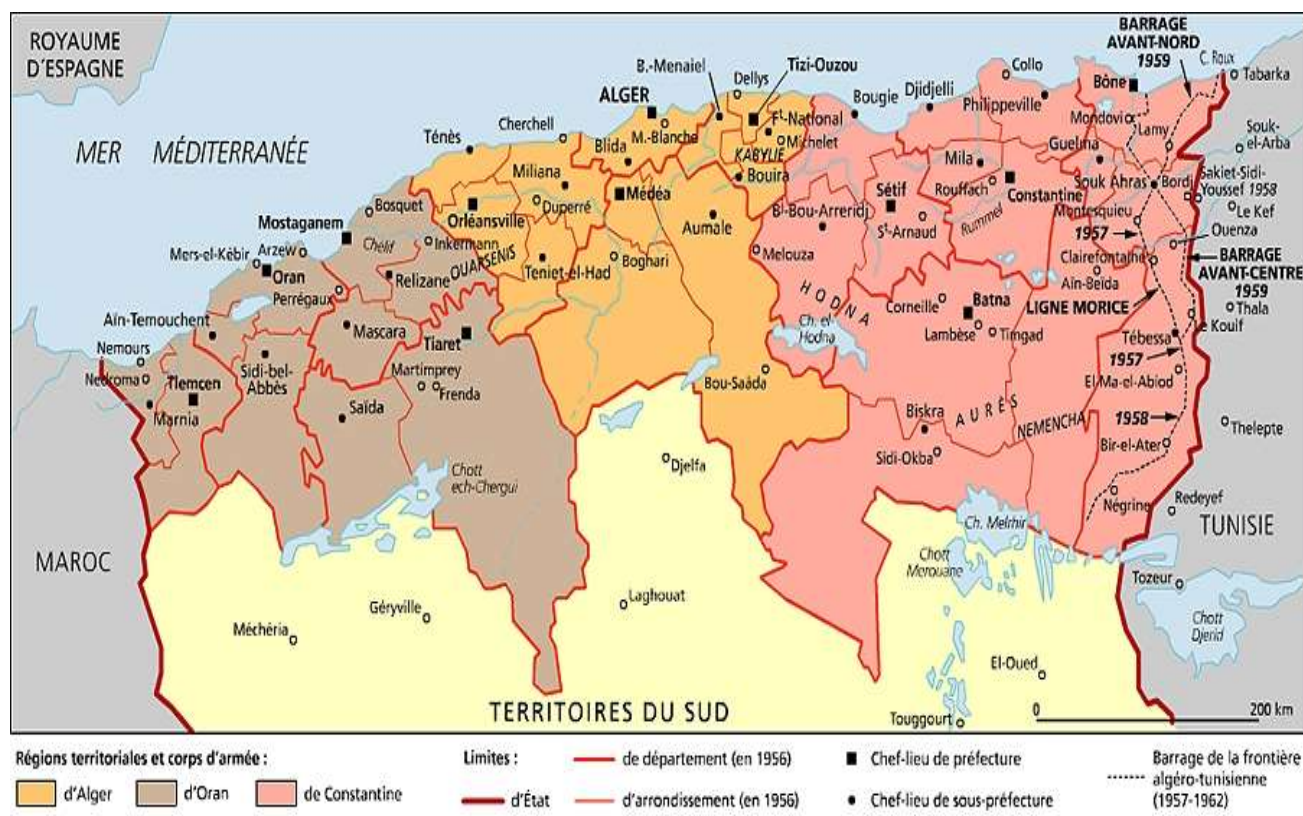 ROYAUME
D'ESPAGNE
MER MÉDITERRANÉE
BARRAGE
AVANT-NORD
1959
C. Roux
Tabarka
B.-Menaiel
Dellys
Tizi-Ouzou
ALGER
Collo
Bône
Bougie
Djidjelli
Philippeville
Cherchell
M.-Blanche
Ft-National
Michelet
KABYLIE
Mondovi
Lamy
Souk-
el-Arba
Ténès
Blida
Bouira
Guelma
Miliana
Médéa
Mila
Rouffach
Constantine
Souk Ahras
Bordj
Sakiet-Sidi-
Youssef 1958
Bosquet
Orléansville
Duperré
Aumale
Sétif
Rummel
Montesquieu
Le Kef
Mostaganem
Chélif
Inkermann
OUARSENIS
Bj-Bou-Arreridj
St-Arnaud
1957
Ouenza
Mers-el-Kébir
Arzew
Oran
Relizane
Teniet-el-Had
Boghari
Melouza
Clairefontaine
Aïn-Beïda
BARRAGE
AVANT-CENTRE
1959
Perrégaux
HODNA
Corneille
Batna
LIGNE MORICE
Thala
Aïn-Temouchent
Mascara
Tiaret
Ch. el-
Hodna
Lambèse
Timgad
Le Kouif
Tébessa
1957
Nemours
Nedroma
Tlemcen
Sidi-bel-
Abbès
Martimprey
Frenda
Bou-Saâda
El Ma-el-Abiod
Marnia
Saïda
Biskra
AURÈS
NEMENCHA
1958
Thelepte
Sidi-Okba
Bir-el-Ater
Chott
ech-Chergui
Djelfa
Négrine
Redeyef
Ch. Melrhir
TUNISIE
MAROC
Chott
Merouane
Tozeur
Géryville
Laghouat
Chott
Djerid
Méchéria
El-Oued
TERRITOIRES DU SUD
Touggourt
0
200 km
Régions territoriales et corps d'armée :
d'Alger
d'Oran
de Constantine
Limites :
de département (en 1956)
d'État
d'arrondissement (en 1956)
Chef-lieu de préfecture
Chef-lieu de sous-préfecture
Barrage de la frontière
algéro-tunisienne
(1957-1962)